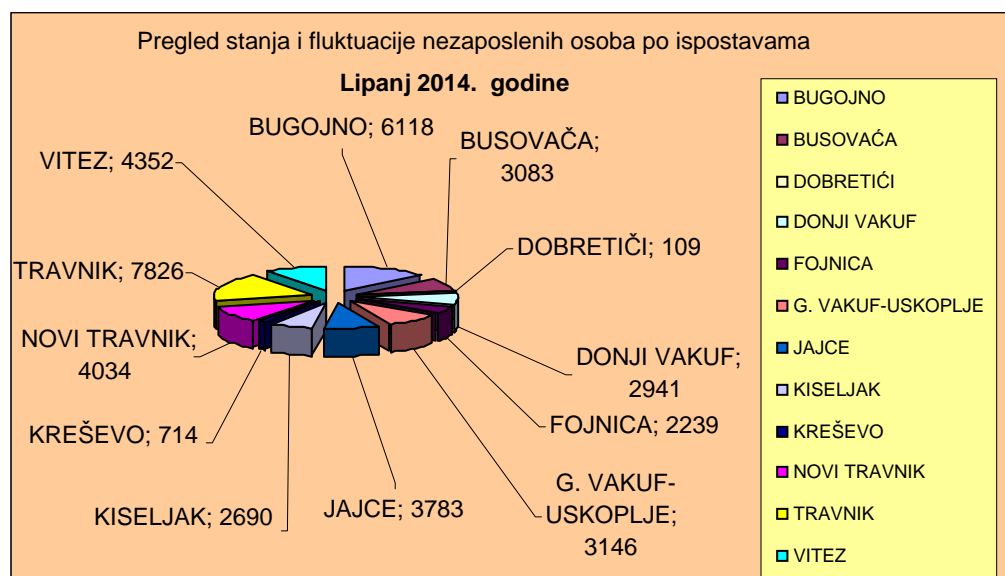 Pregled stanja i fluktuacije nezaposlenih osoba po ispostavama
Lipanj 2014. godine
BUGOJNO; 6118
BUSOVAČA;
3083
DOBRETIČI; 109
DONJI VAKUF;
2941
FOJNICA; 2239
G. VAKUF-
USKOPLJE;
3146
JAJCE; 3783
KISELJAK; 2690
KREŠEVO; 714
NOVI TRAVNIK;
4034
TRAVNIK; 7826
VITEZ; 4352
BUGOJNO
BUSOVAĆA
DOBRETIĆI
DONJI VAKUF
FOJNICA
G. VAKUF-USKOPLJE
JAJCE
KISELJAK
KREŠEVO
NOVI TRAVNIK
TRAVNIK
VITEZ